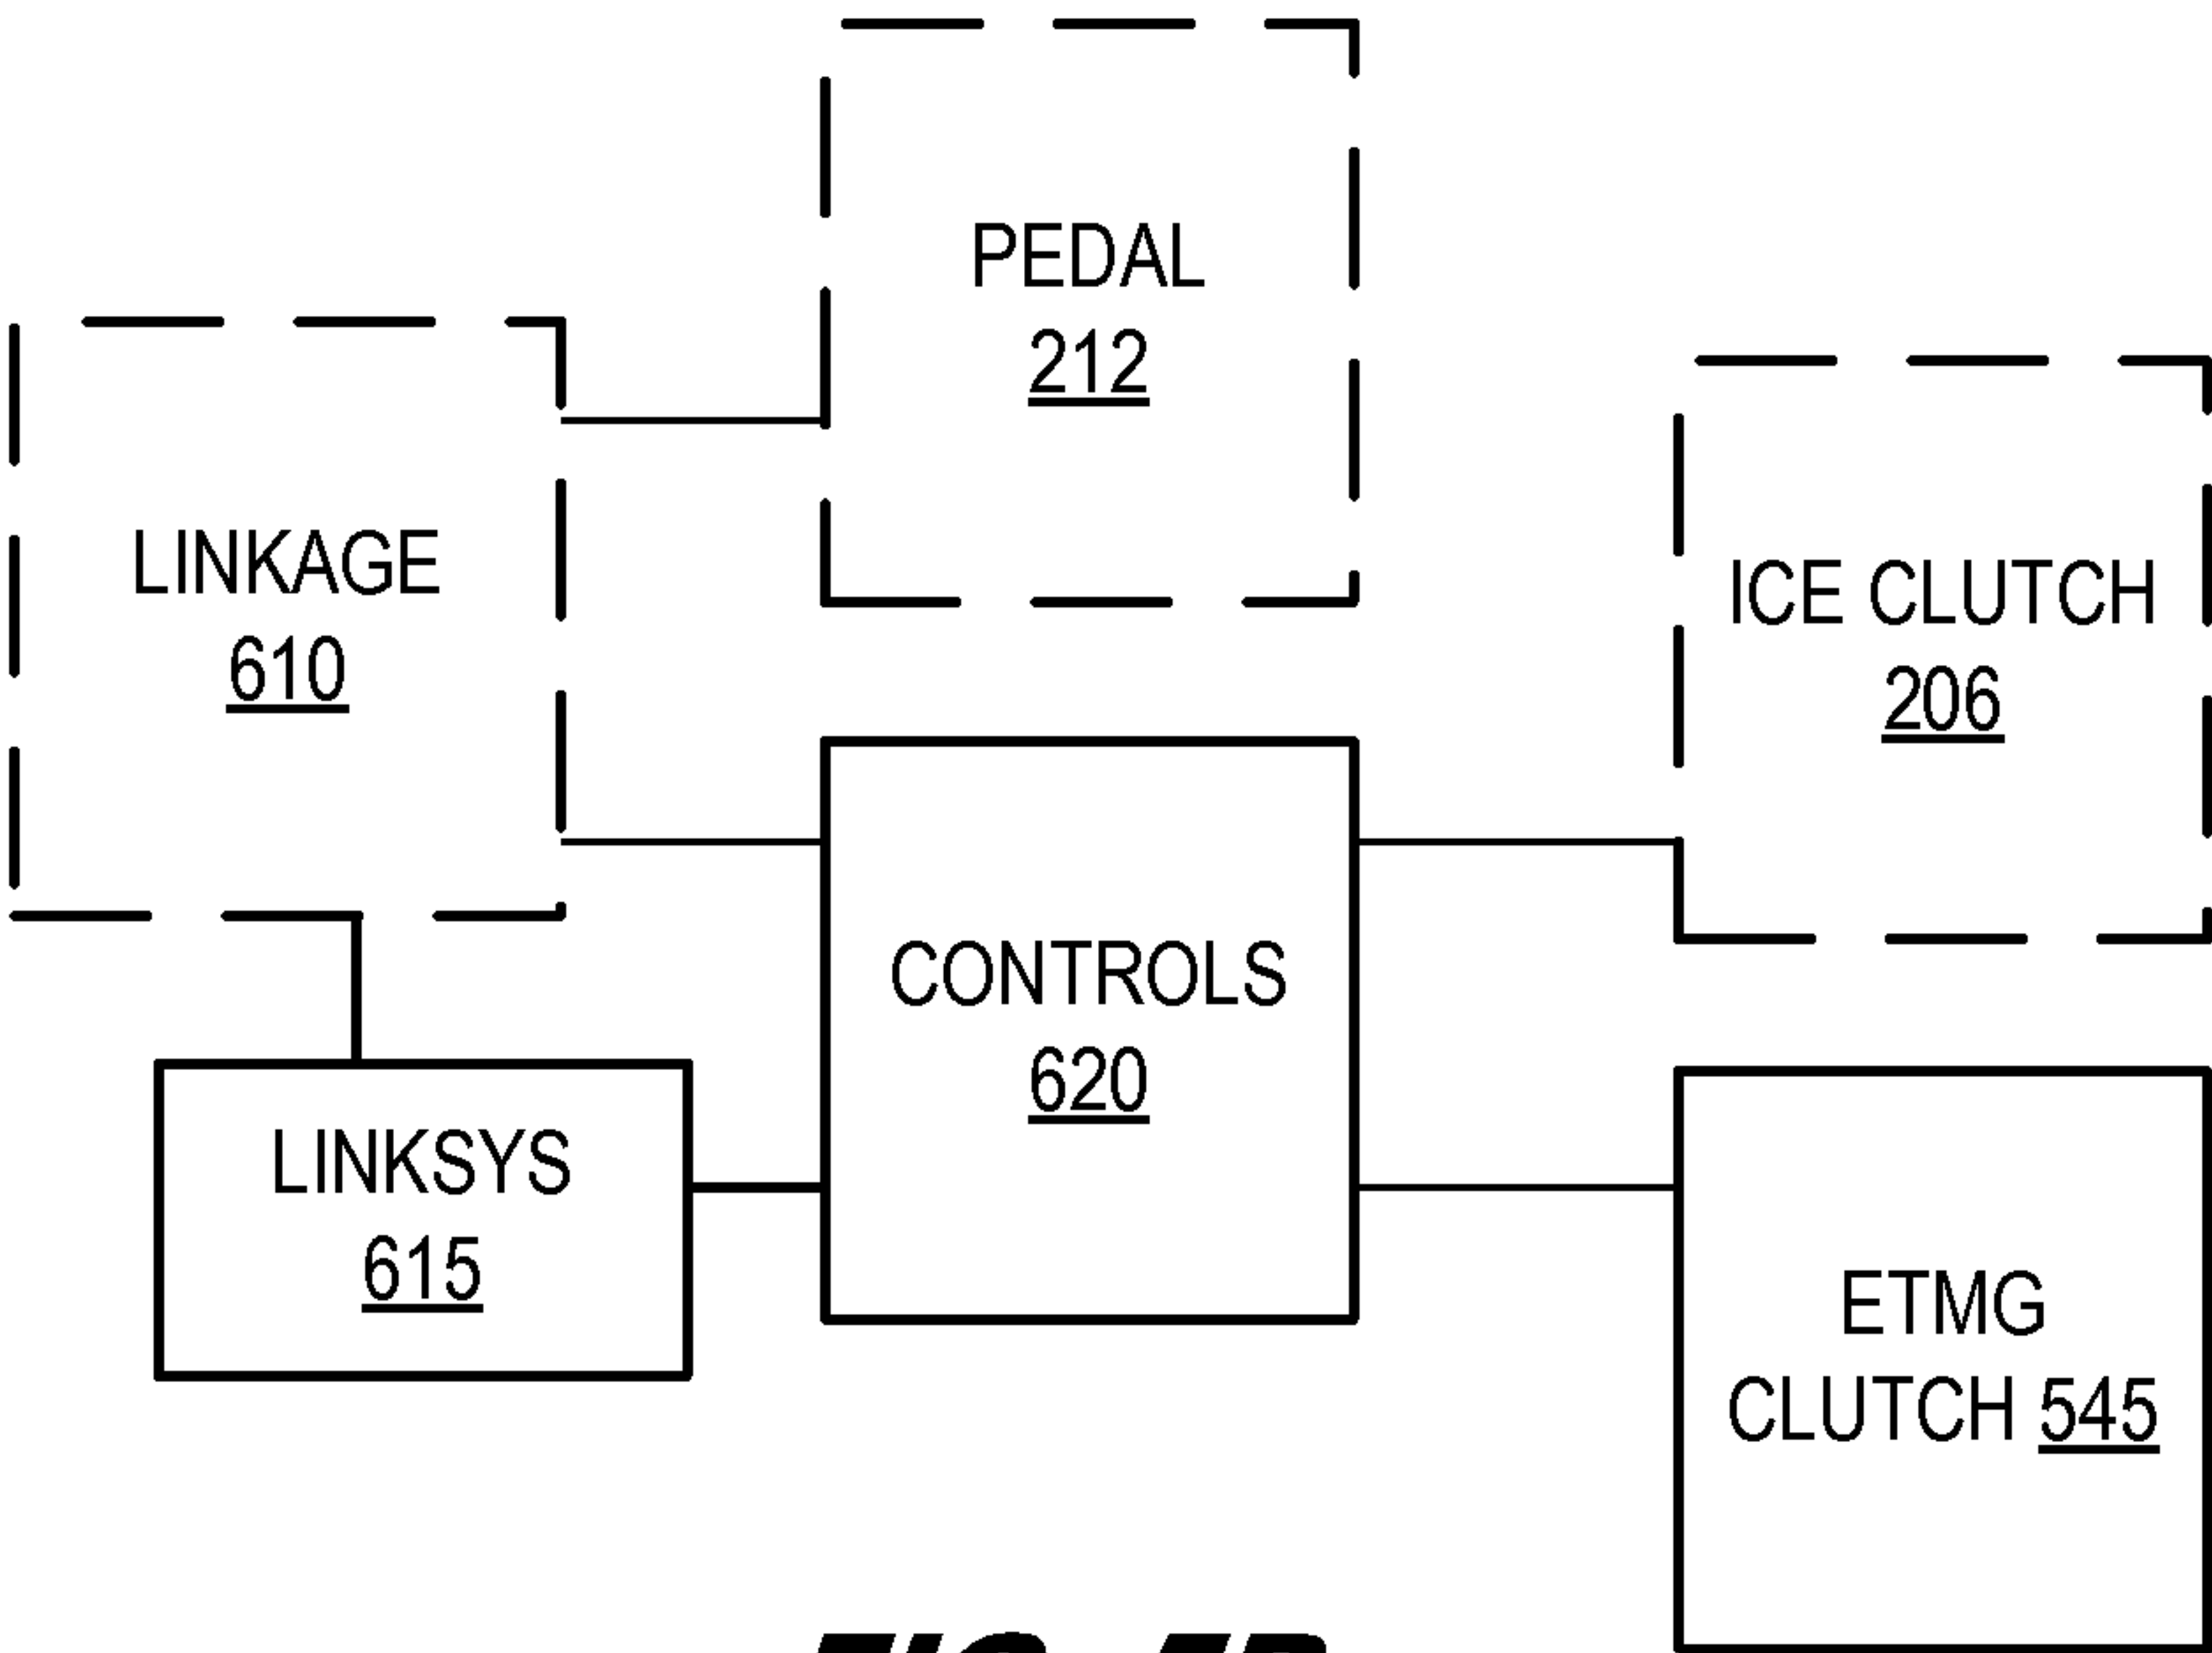 PEDAL
212
LINKAGE
610
ICE CLUTCH
206
CONTROLS
620
LINKSYS
615
ETMG
CLUTCH 545